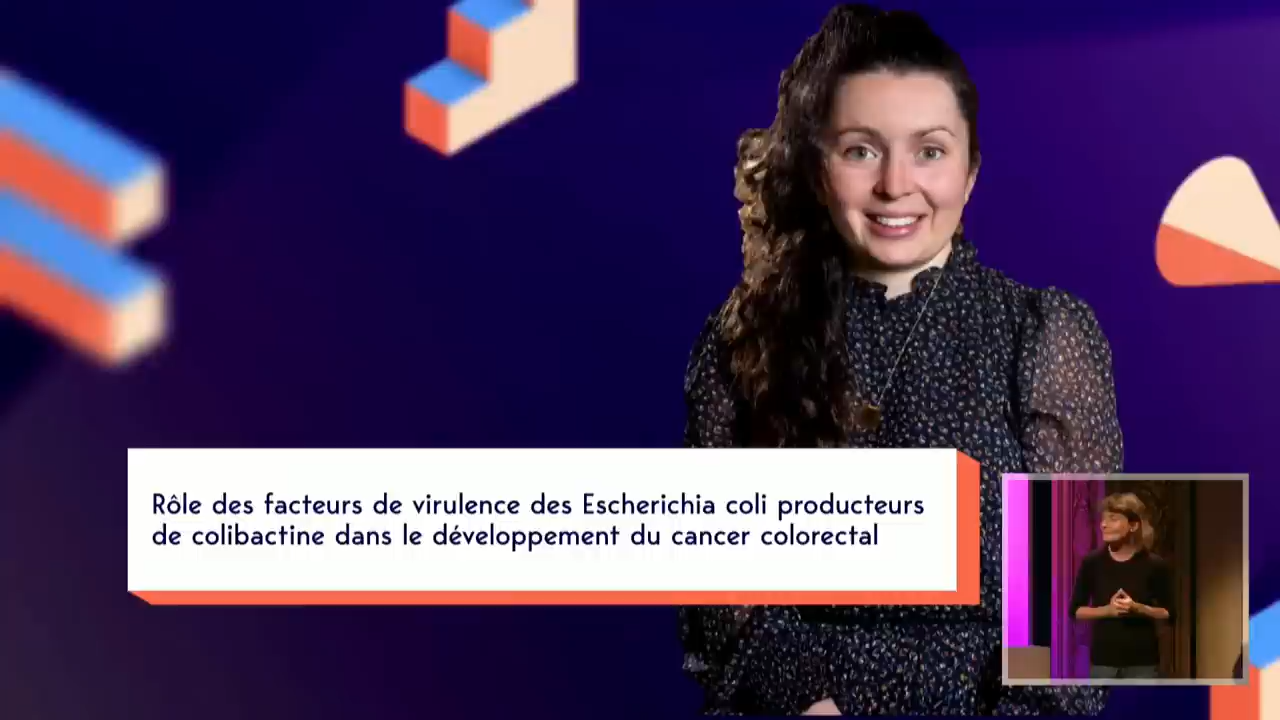 Rôle des facteurs de virulence des Escherichia coli producteurs
de colibactine dans le développement du cancer colorectal